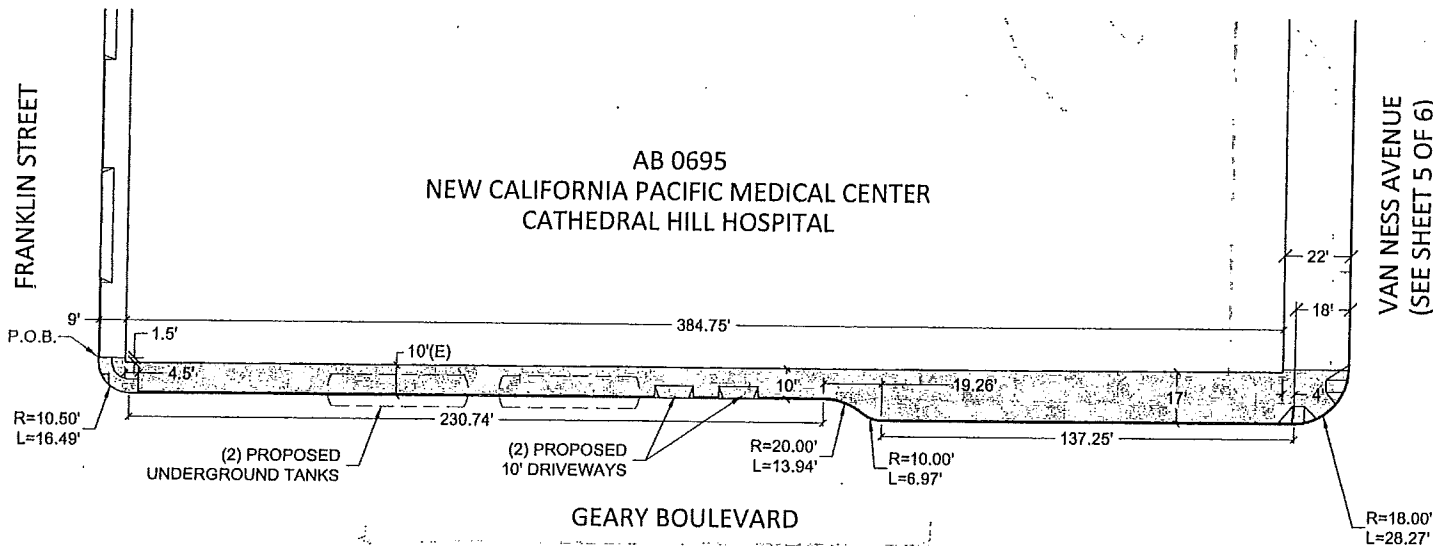 FRANKLIN STREET
AB 0695
NEW CALIFORNIA PACIFIC MEDICAL CENTER
CATHEDRAL HILL HOSPITAL
VAN NESS AVENUE
(SEE SHEET 5 OF 6)
22'
18'
9'
384.75'
P.O.B.
1.5'
10'(E)
4.5'
10'
19.26'
17'
4'
R=10.50'
L=16.49'
230.74'
137.25'
(2) PROPOSED
UNDERGROUND TANKS
(2) PROPOSED
10' DRIVEWAYS
R=20.00'
L=13.94'
R=10.00'
L=6.97'
GEARY BOULEVARD
R=18.00'
L=28.27'